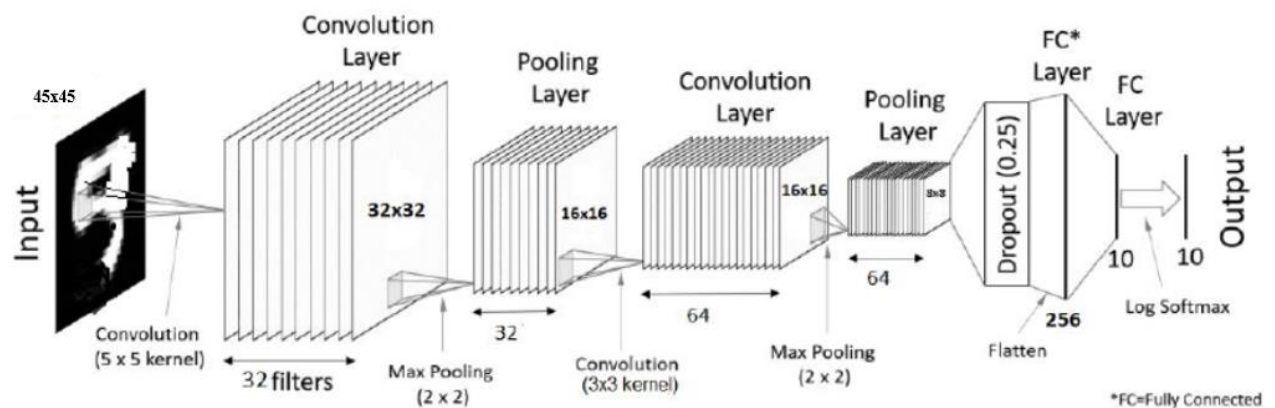 45x45
Input
Convolution
(5 x 5 kernel)
Convolution
Layer
32x32
32 filters
Max Pooling
(2 x 2)
Pooling
Layer
16x16
32
Convolution
(3x3 kernel)
Convolution
Layer
16x16
64
Max Pooling
(2 x 2)
Pooling
Layer
8x8
64
Dropout (0.25)
Flatten
FC*
Layer
256
FC
Layer
10
Log Softmax
10
Output
*FC=Fully Connected